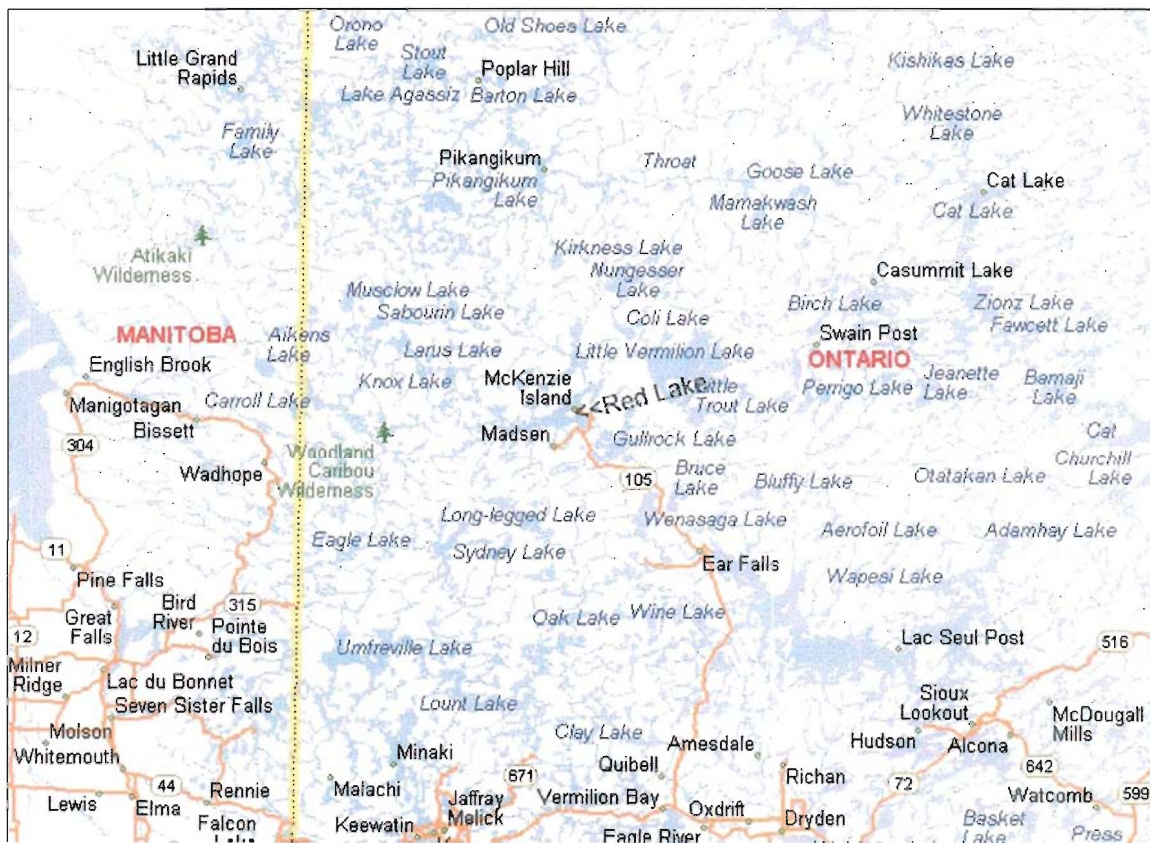 Orono
Lake
Old Shoes Lake
Stout
Lake
Little Grand
Rapids
Poplar Hill
Kishikas Lake
Lake Agassiz
Barton Lake
Whitestone
Lake
Family
Lake
Pikangikum
Pikangikum
Lake
Throat
Goose Lake
Cat Lake
Mamakwash
Lake
Cat Lake
Atikaki
Wilderness
Kirkness Lake
Nungesser
Lake
Casummit Lake
Musclow Lake
Sabourin Lake
Birch Lake
Zionz Lake
Fawcett Lake
Coli Lake
MANITOBA
Aikens
Lake
Swain Post
ONTARIO
English Brook
Larus Lake
Little Vermilion Lake
Knox Lake
McKenzie
Island
<<Red Lake
Little
Trout Lake
Perrigo Lake
Jeanette
Lake
Bamaji
Lake
Manigotagan
Carroll Lake
Bissett
304
Madsen
Gullrock Lake
Cat
Wadhope
Woodland
Caribou
Wilderness
105
Bruce
Lake
Bluffy Lake
Otatakan Lake
Churchill
Lake
Long-legged Lake
Wenasaga Lake
Eagle Lake
Sydney Lake
Aerofoil Lake
Adamhay Lake
11
Pine Falls
Ear Falls
Wapesi Lake
Great
Falls
Bird
River
315
Pointe
du Bois
Oak Lake
Wine Lake
12
Umfreville Lake
Lac Seul Post
516
Milner
Ridge
Lac du Bonnet
Seven Sister Falls
Lount Lake
Sioux
Lookout
McDougall
Mills
Molson
Whitemouth
Clay Lake
Amesdale
Hudson
Alcona
Minaki
Quibell
Richan
642
44
Rennie
Malachi
671
72
Watcomb
599
Lewis
Elma
Falcon
Jaffray
Melick
Vermilion Bay
Oxdrift
Dryden
Keewatin
Eagle River
Basket
Lake
Press